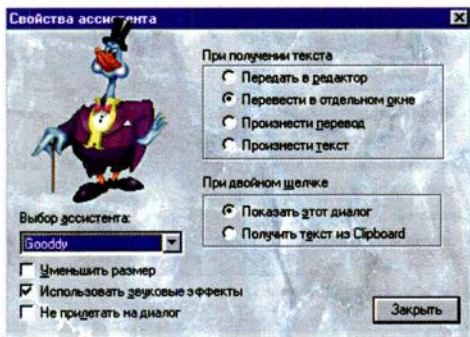 Свойства ассистента
При получении текста
Передать в редактор
Перевести в отдельном окне
Произнести перевод
Произнести текст
При двойном щелчке
Показать этот диалог
Получить текст из Clipboard
Выбор ассистента:
Gooddy
Уменьшить размер
Использовать звуковые эффекты
Не прилетать на диалог
Закрыть